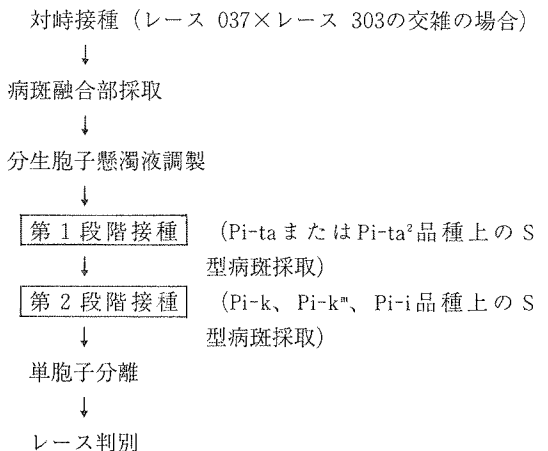 対峙接種（レース 037×レース 303の交雑の場合）
↓
病斑融合部採取
↓
分生胞子懸濁液調製
↓
第1段階接種 （Pi-taまたはPi-ta²品種上のS
↓ 型病斑採取）
第2段階接種 （Pi-k、Pi-kᵐ、Pi-i品種上のS
↓ 型病斑採取）
単胞子分離
↓
レース判別